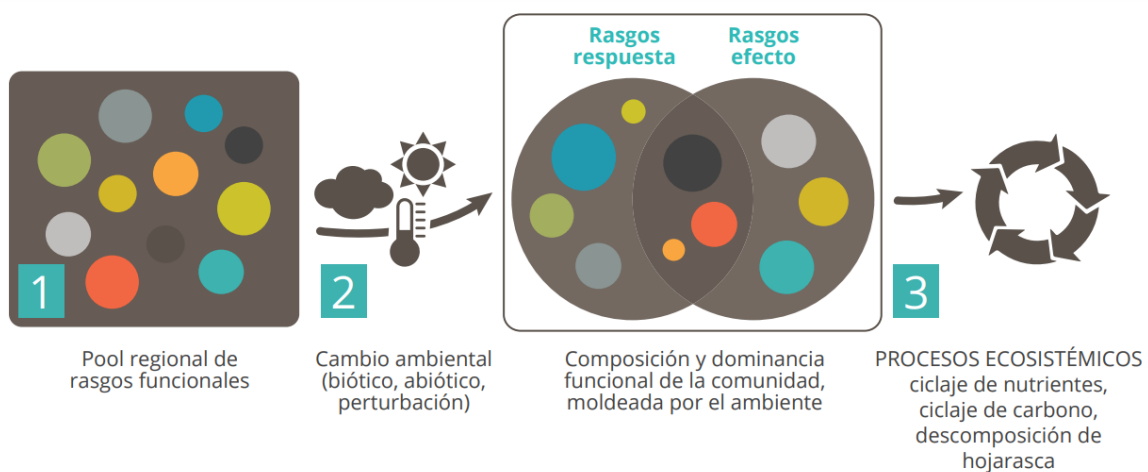 Rasgos
respuesta
Rasgos
efecto
1
2
3
Pool regional de
rasgos funcionales
Cambio ambiental
(biótico, abiótico,
perturbación)
Composición y dominancia
funcional de la comunidad,
moldeada por el ambiente
PROCESOS ECOSISTÉMICOS
ciclaje de nutrientes,
ciclaje de carbono,
descomposición de
hojarasca